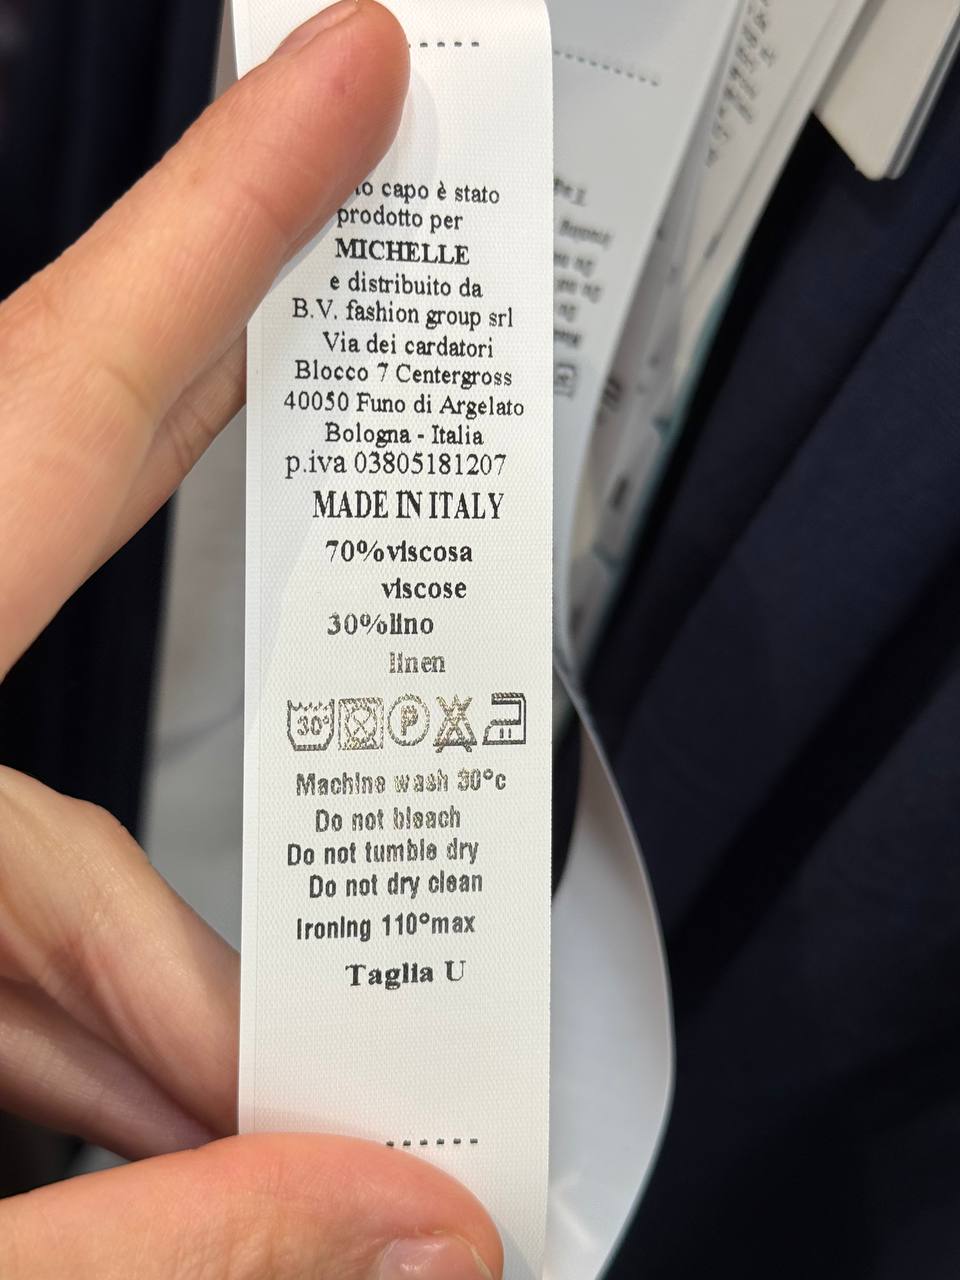 to capo è stato
prodotto per
MICHELLE
e distribuito da
B.V. fashion group srl
Via dei cardatori
Blocco 7 Centergross
40050 Funo di Argelato
Bologna - Italia
p.iva 03805181207
MADE IN ITALY
70%viscosa
viscose
30%lino
linen
30° P
Machine wash 30°c
Do not bleach
Do not tumble dry
Do not dry clean
Ironing 110°max
Taglia U